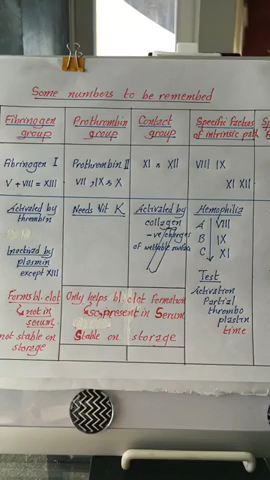 Some numbers to be remembered
Fibrinogen
group
Prothrombin
group
Contact
group
Specific factors
of intrinsic path
Fibrinogen I
V + VIII = XIII
Prothrombin II
VII, IX & X
XI & XII
VIII IX
XI XII
Activated by
thrombin
Inactivated by
plasmin
except XIII
Needs Vit K
Activated by
collagen
-ve charges
of wettable surface
Hemophilia
A VIII
B IX
C XI
Test
Activation
Partial
thrombo
plastin
time
Forms bl. clot
not in
serum
not stable on
storage
Only helps bl. clot formation
so, present in Serum
Stable on storage